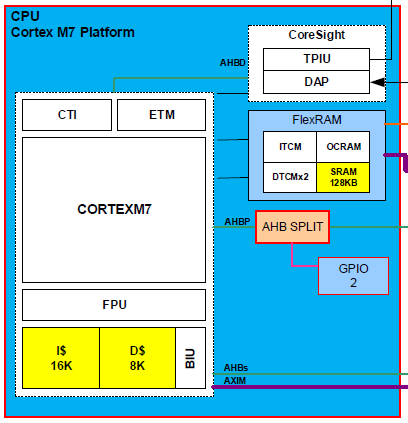 CPU
Cortex M7 Platform
CoreSight
TPIU
DAP
AHBD
CTI
ETM
FlexRAM
ITCM
OCRAM
DTCMx2
SRAM
128KB
CORTEXM7
AHBP
AHB SPLIT
GPIO
2
FPU
I$
16K
D$
8K
BIU
AHBs
AXIM